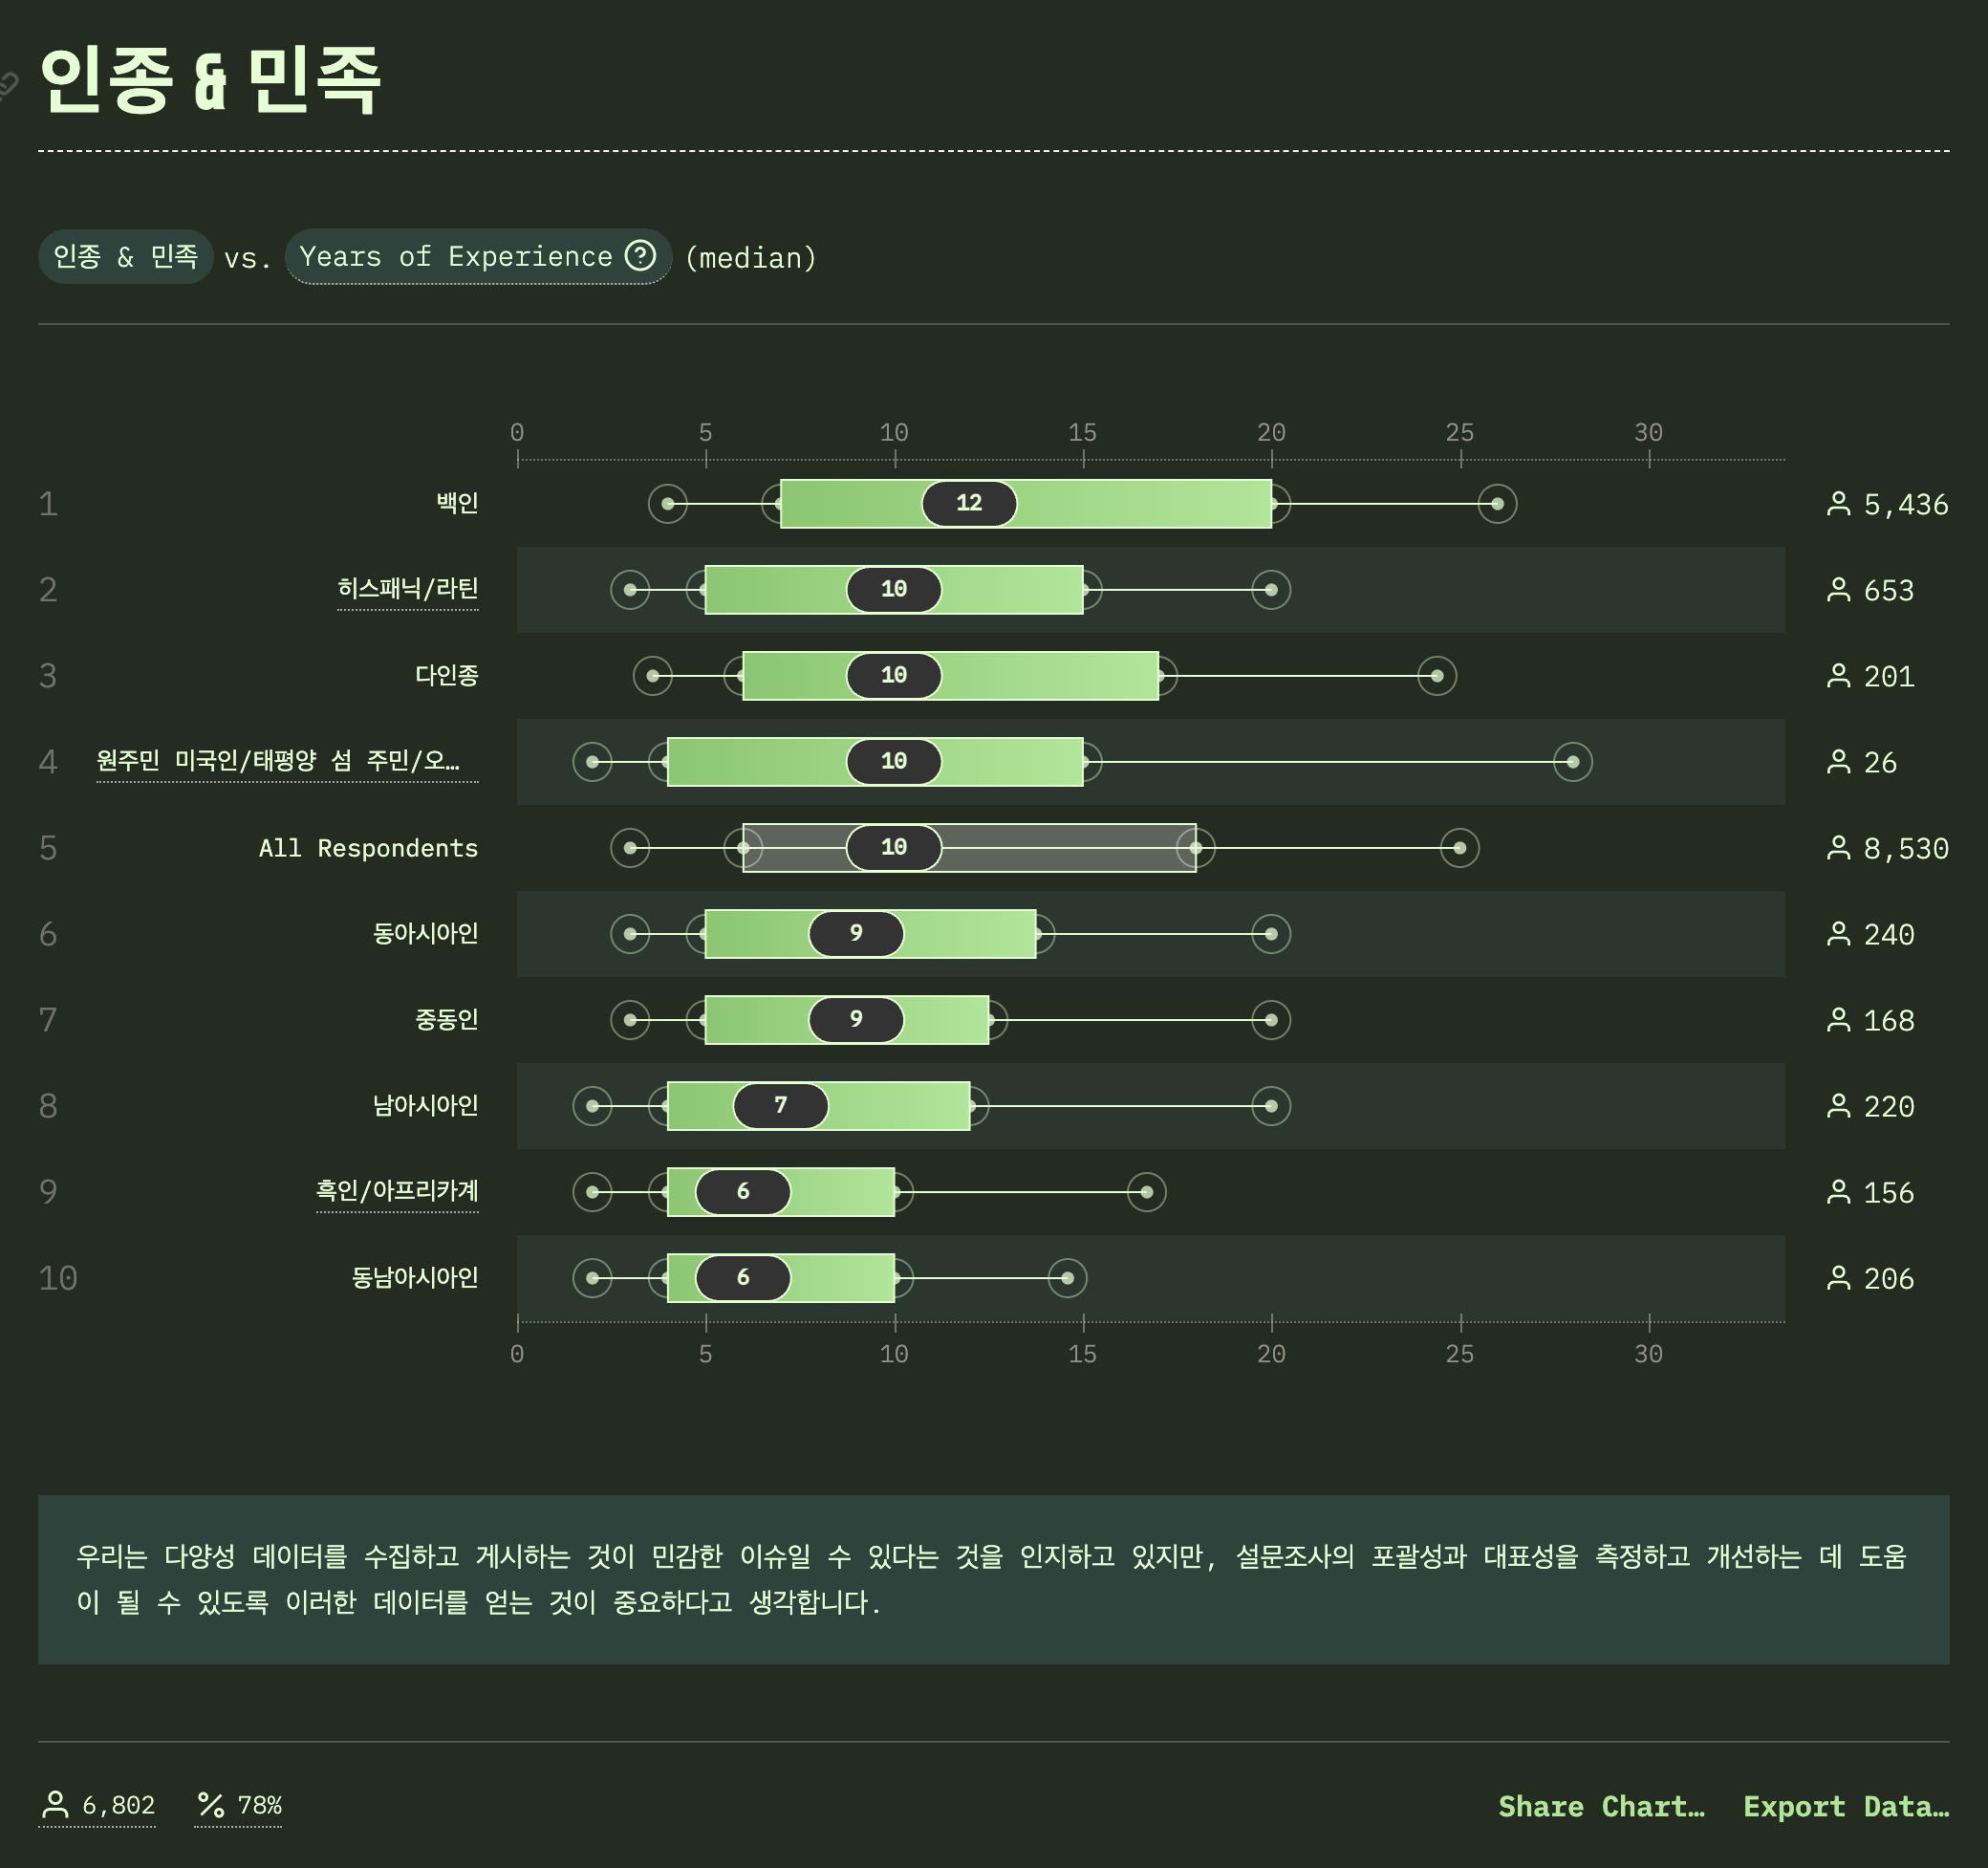 인종 & 민족
인종 & 민족 vs. Years of Experience (median)
0 5 10 15 20 25 30
1 백인 12 5,436
2 히스패닉/라틴 10 653
3 다인종 10 201
4 원주민 미국인/태평양 섬 주민/오… 10 26
5 All Respondents 10 8,530
6 동아시아인 9 240
7 중동인 9 168
8 남아시아인 7 220
9 흑인/아프리카계 6 156
10 동남아시아인 6 206
0 5 10 15 20 25 30
우리는 다양성 데이터를 수집하고 게시하는 것이 민감한 이슈일 수 있다는 것을 인지하고 있지만, 설문조사의 포괄성과 대표성을 측정하고 개선하는 데 도움
이 될 수 있도록 이러한 데이터를 얻는 것이 중요하다고 생각합니다.
6,802 78% Share Chart… Export Data…